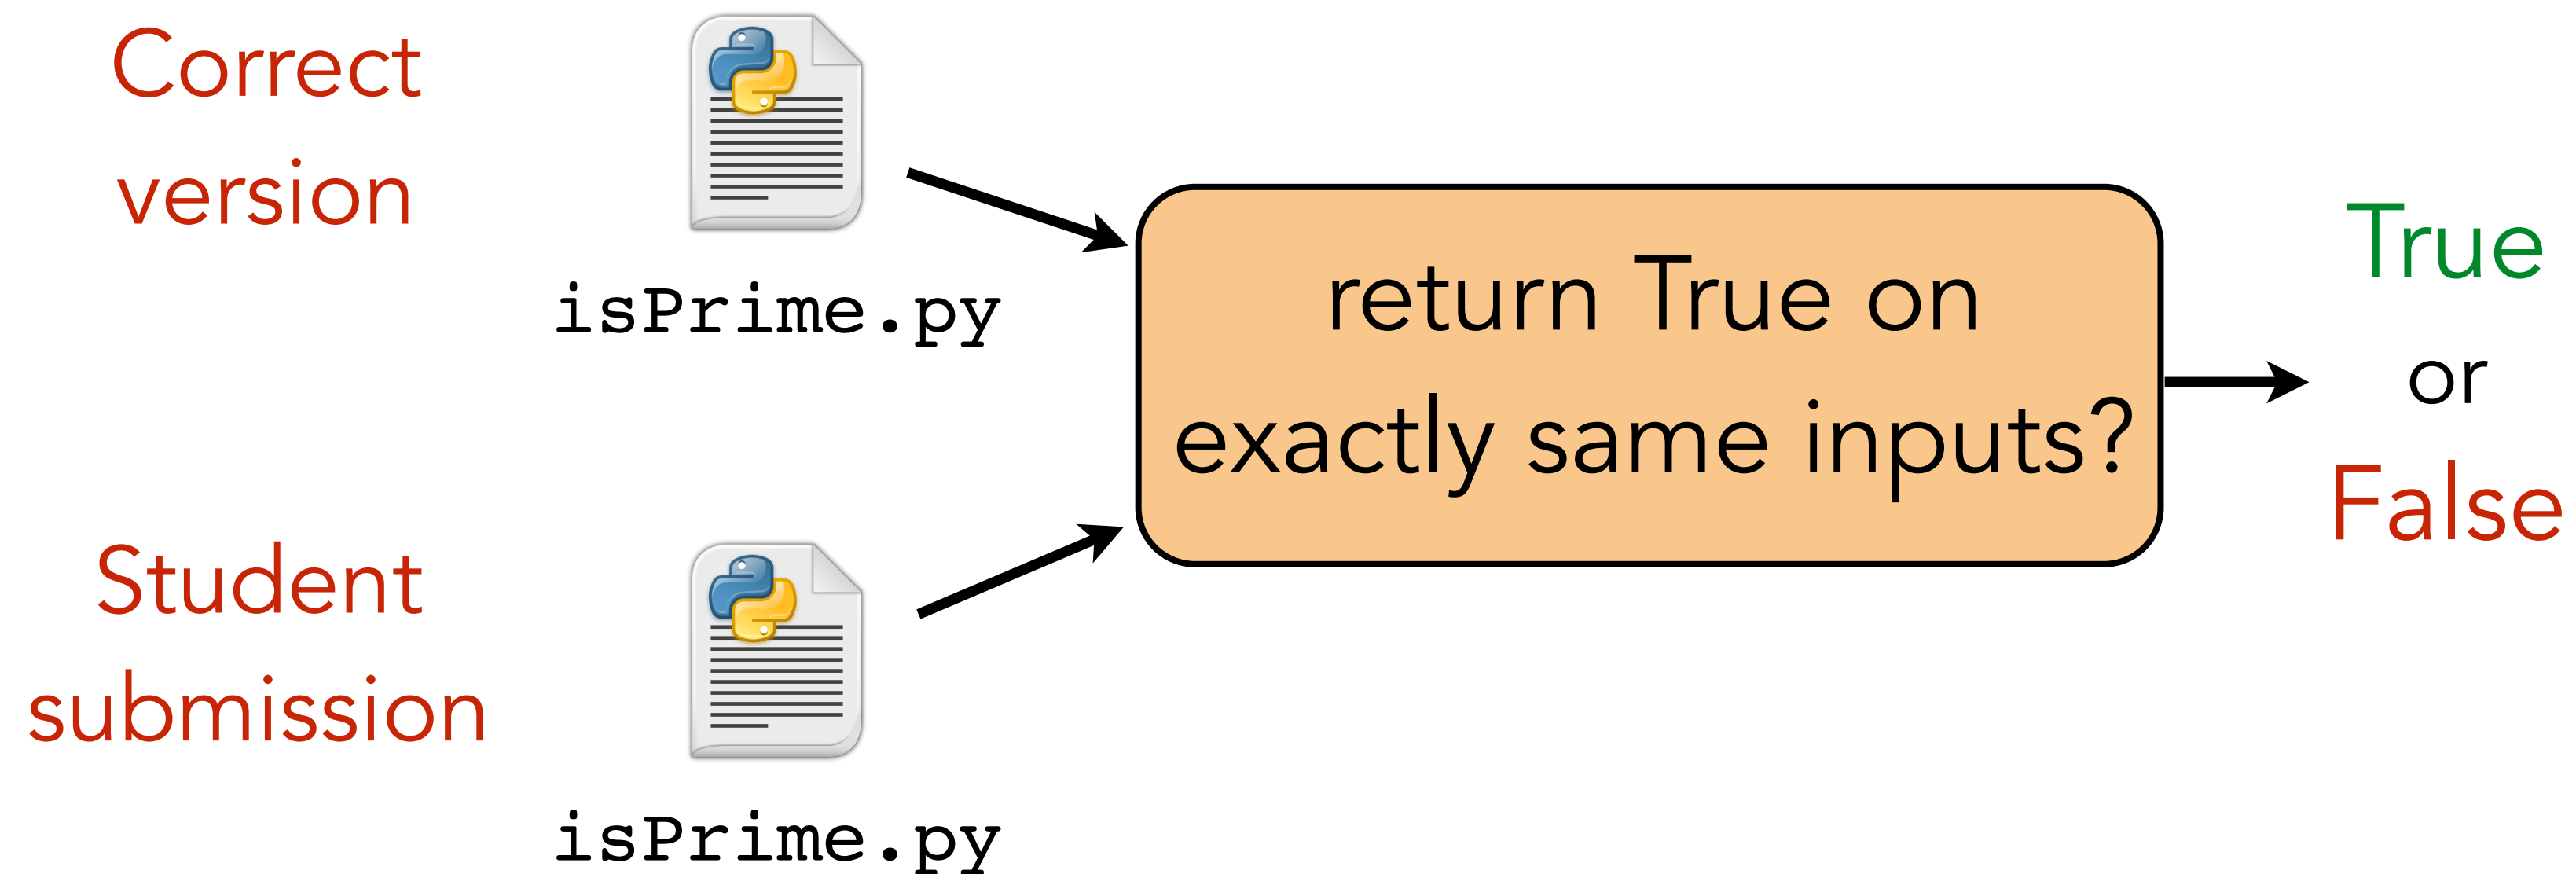 Correct
version
isPrime.py
Student
submission
isPrime.py
return True on
exactly same inputs?
True
or
False